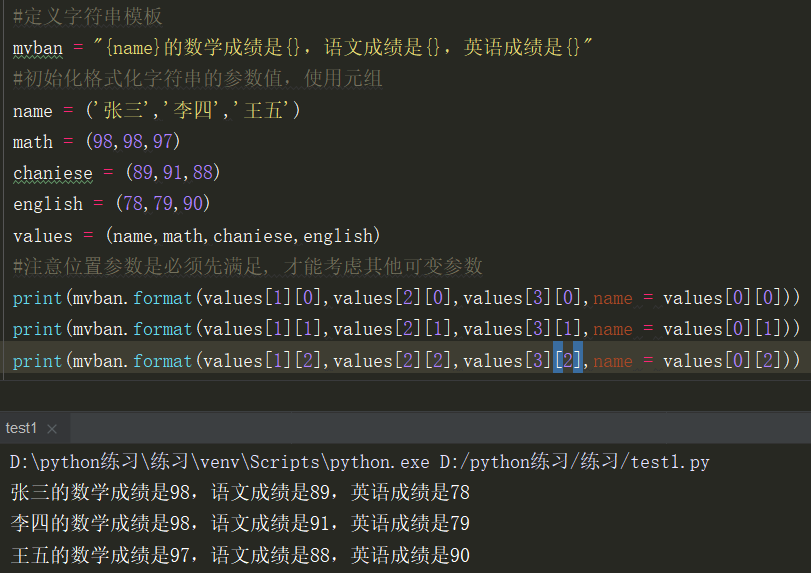 #定义字符串模板
mvban = "{name}的数学成绩是{}，语文成绩是{}，英语成绩是{}"
#初始化格式化字符串的参数值，使用元组
name = ('张三','李四','王五')
math = (98,98,97)
chaniese = (89,91,88)
english = (78,79,90)
values = (name,math,chaniese,english)
#注意位置参数是必须先满足, 才能考虑其他可变参数
print(mvban.format(values[1][0],values[2][0],values[3][0],name = values[0][0]))
print(mvban.format(values[1][1],values[2][1],values[3][1],name = values[0][1]))
print(mvban.format(values[1][2],values[2][2],values[3][2],name = values[0][2]))
test1 ×
D:\python练习\练习\venv\Scripts\python.exe D:/python练习/练习/test1.py
张三的数学成绩是98，语文成绩是89，英语成绩是78
李四的数学成绩是98，语文成绩是91，英语成绩是79
王五的数学成绩是97，语文成绩是88，英语成绩是90